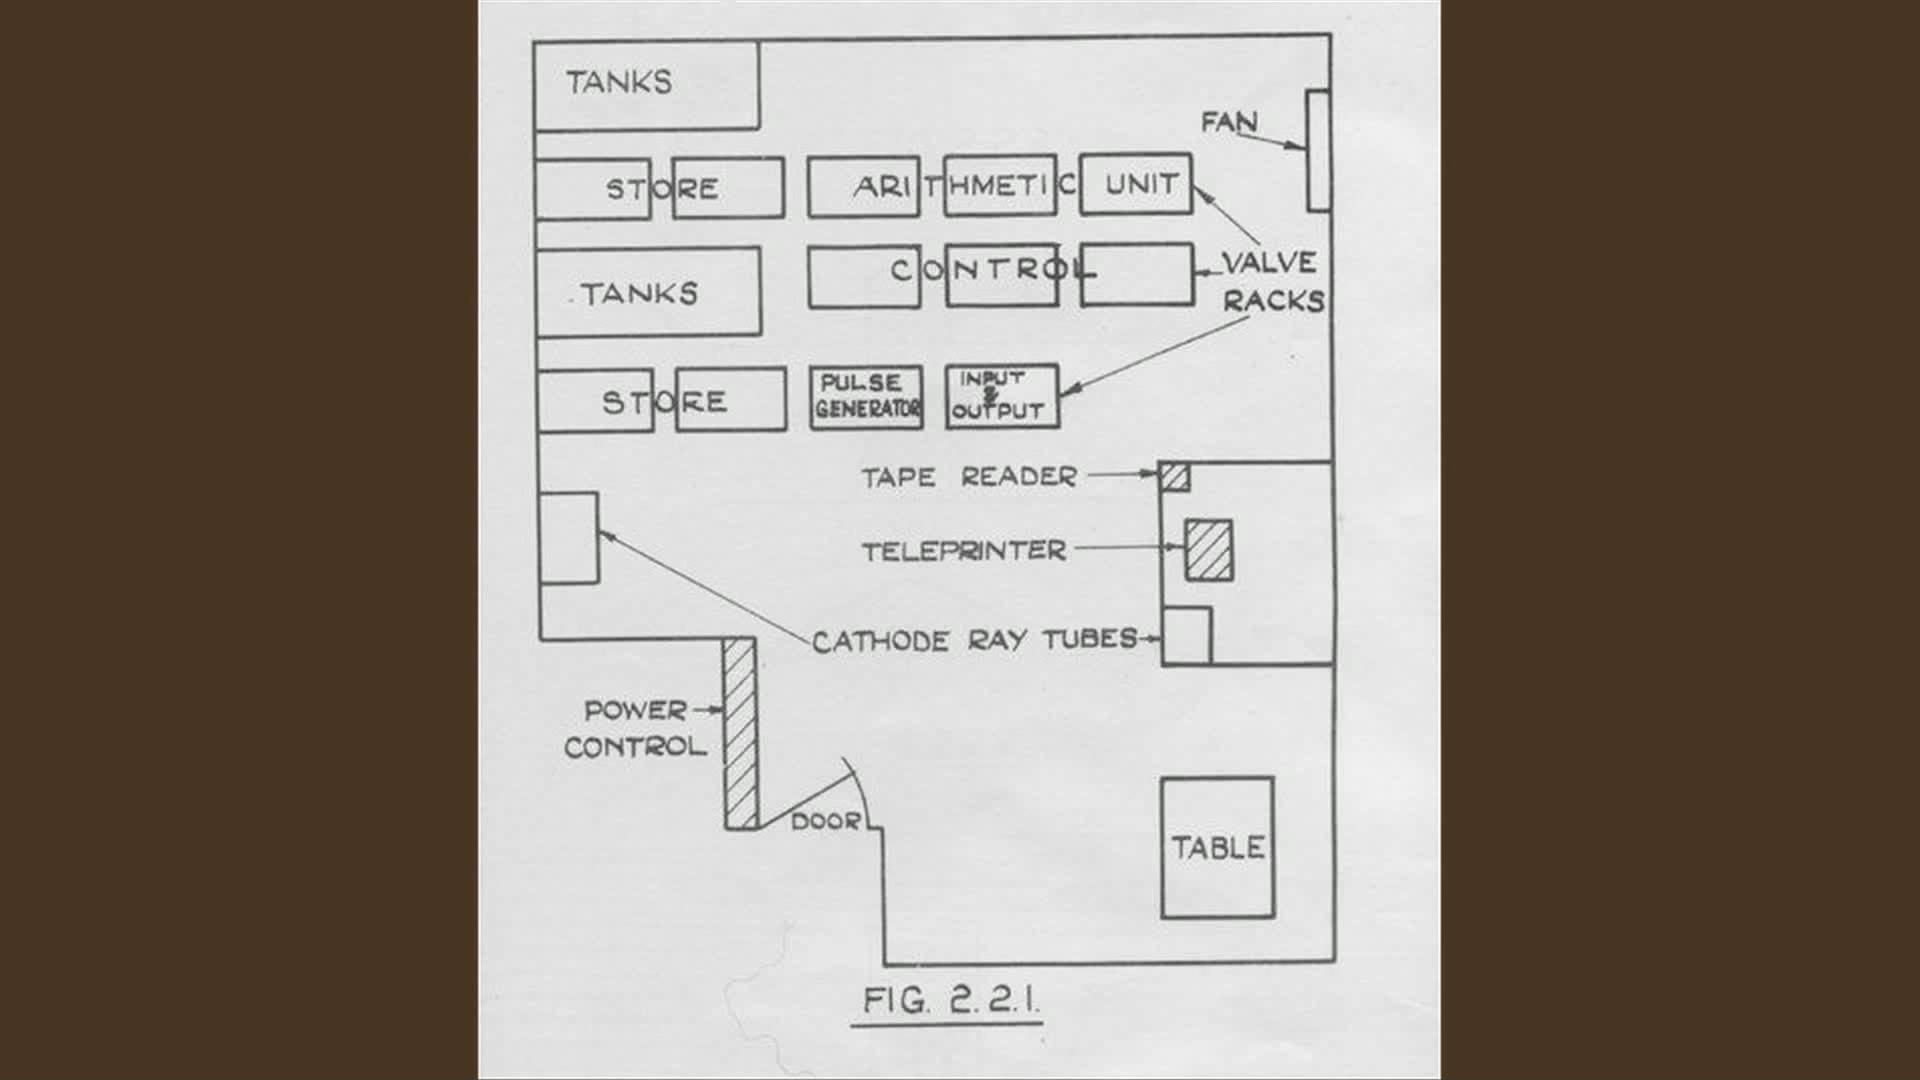 TANKS
FAN
STORE
ARITHMETIC UNIT
TANKS
CONTROL
VALVE
RACKS
STORE
PULSE
GENERATOR
INPUT
&
OUTPUT
TAPE READER
TELEPRINTER
CATHODE RAY TUBES
POWER
CONTROL
DOOR
TABLE
FIG. 2.2.1.